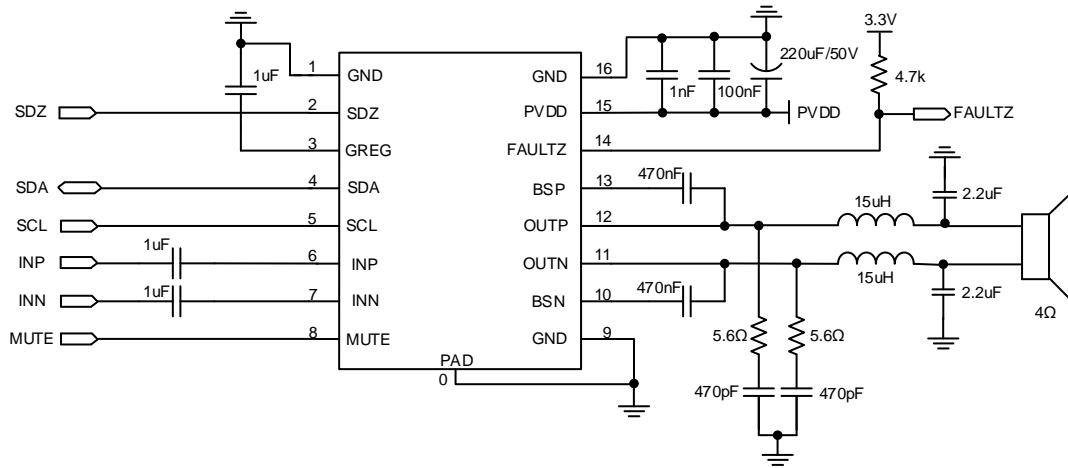 3.3V
1uF
1
GND
GND
16
1nF
100nF
220uF/50V
4.7k
SDZ
2
SDZ
PVDD
15
PVDD
FAULTZ
3
GREG
FAULTZ
14
SDA
4
SDA
BSP
13
470nF
2.2uF
SCL
5
SCL
OUTP
12
15uH
INP
1uF
6
INP
OUTN
11
15uH
INN
1uF
7
INN
BSN
10
470nF
2.2uF
4Ω
MUTE
8
MUTE
GND
9
5.6Ω
5.6Ω
PAD
0
470pF
470pF